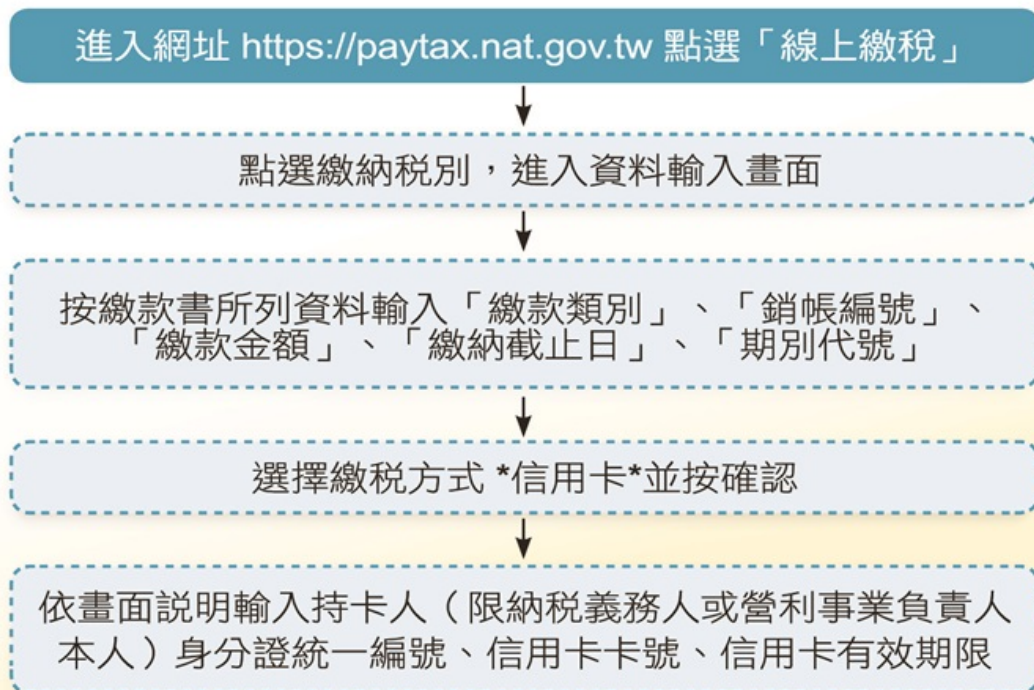 進入網址 https://paytax.nat.gov.tw 點選「線上繳稅」
點選繳納稅別，進入資料輸入畫面
按繳款書所列資料輸入「繳款類別」、「銷帳編號」、
「繳款金額」、「繳納截止日」、「期別代號」
選擇繳稅方式 *信用卡*並按確認
依畫面説明輸入持卡人（限納稅義務人或營利事業負責人
本人）身分證統一編號、信用卡卡號、信用卡有效期限